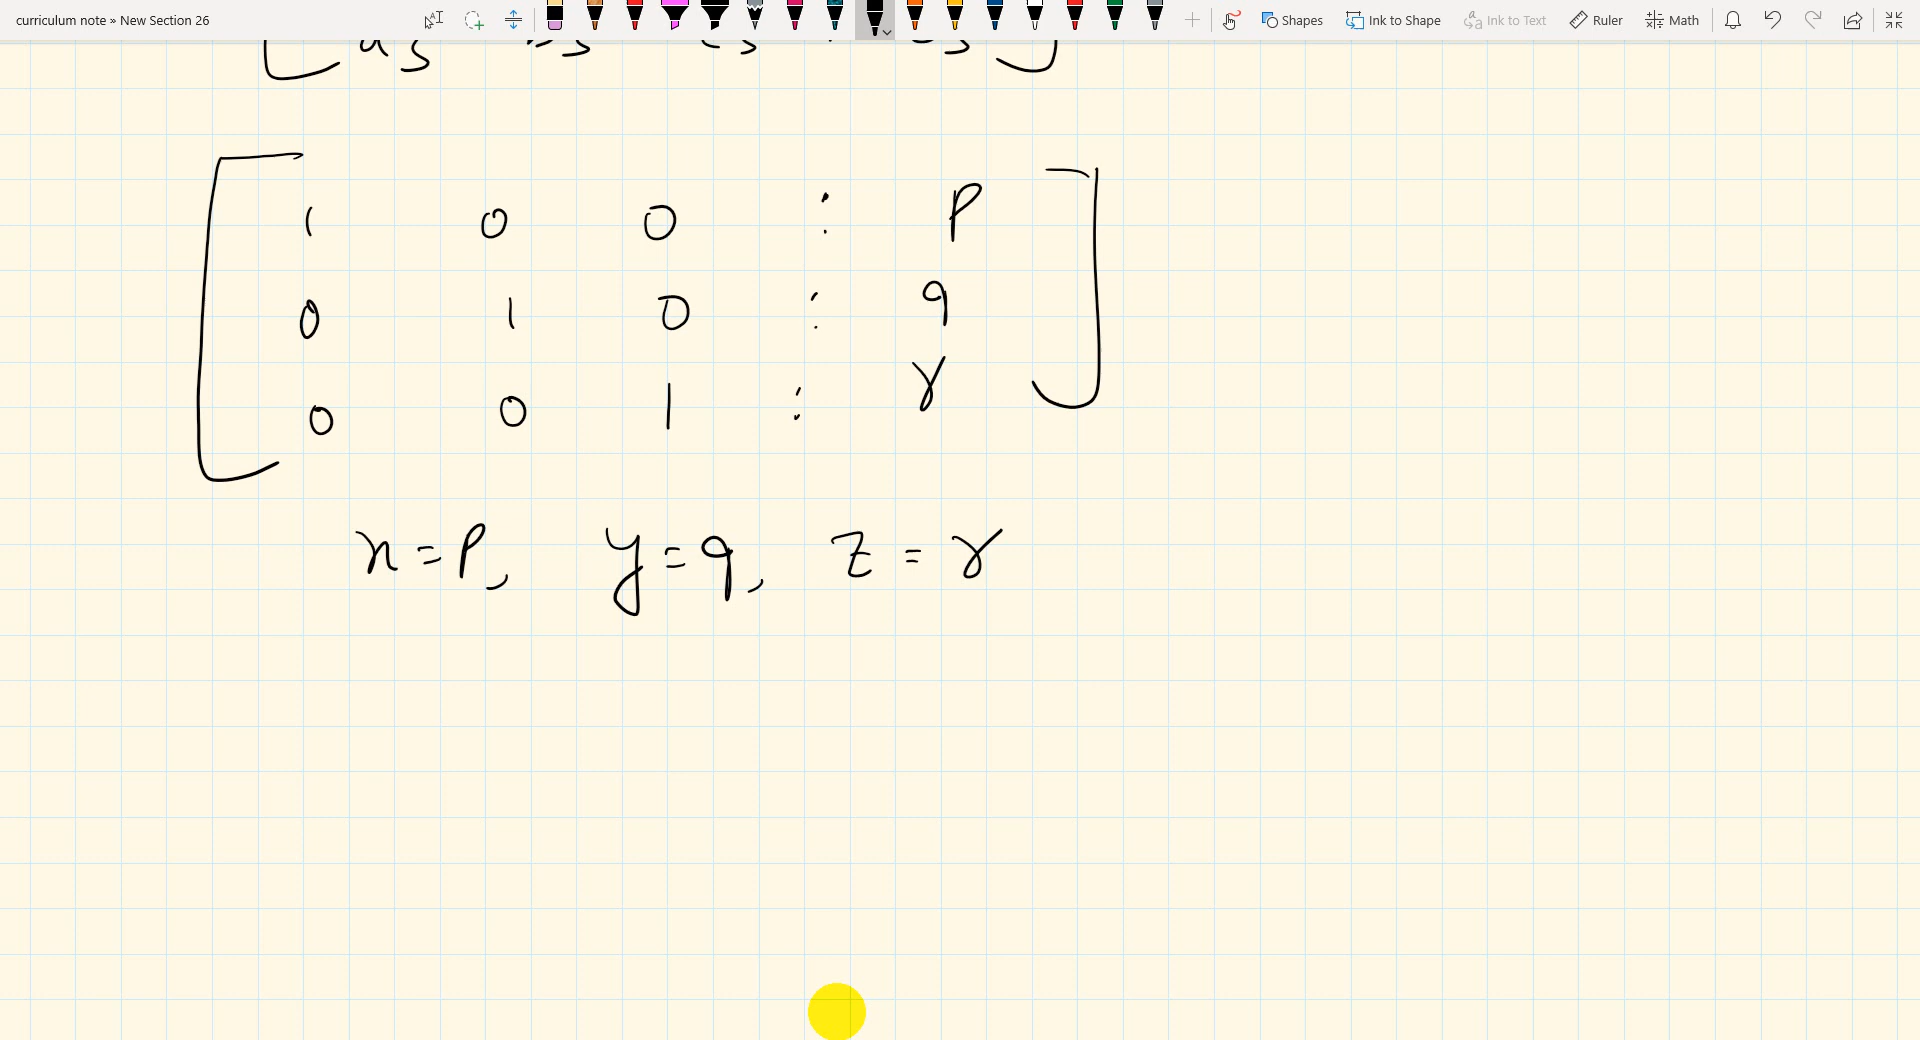 curriculum note » New Section 26 Shapes Ink to Shape Ink to Text Ruler Math
1 0 0 : P
0 1 0 : q
0 0 1 : r
x = P, y = q, z = r